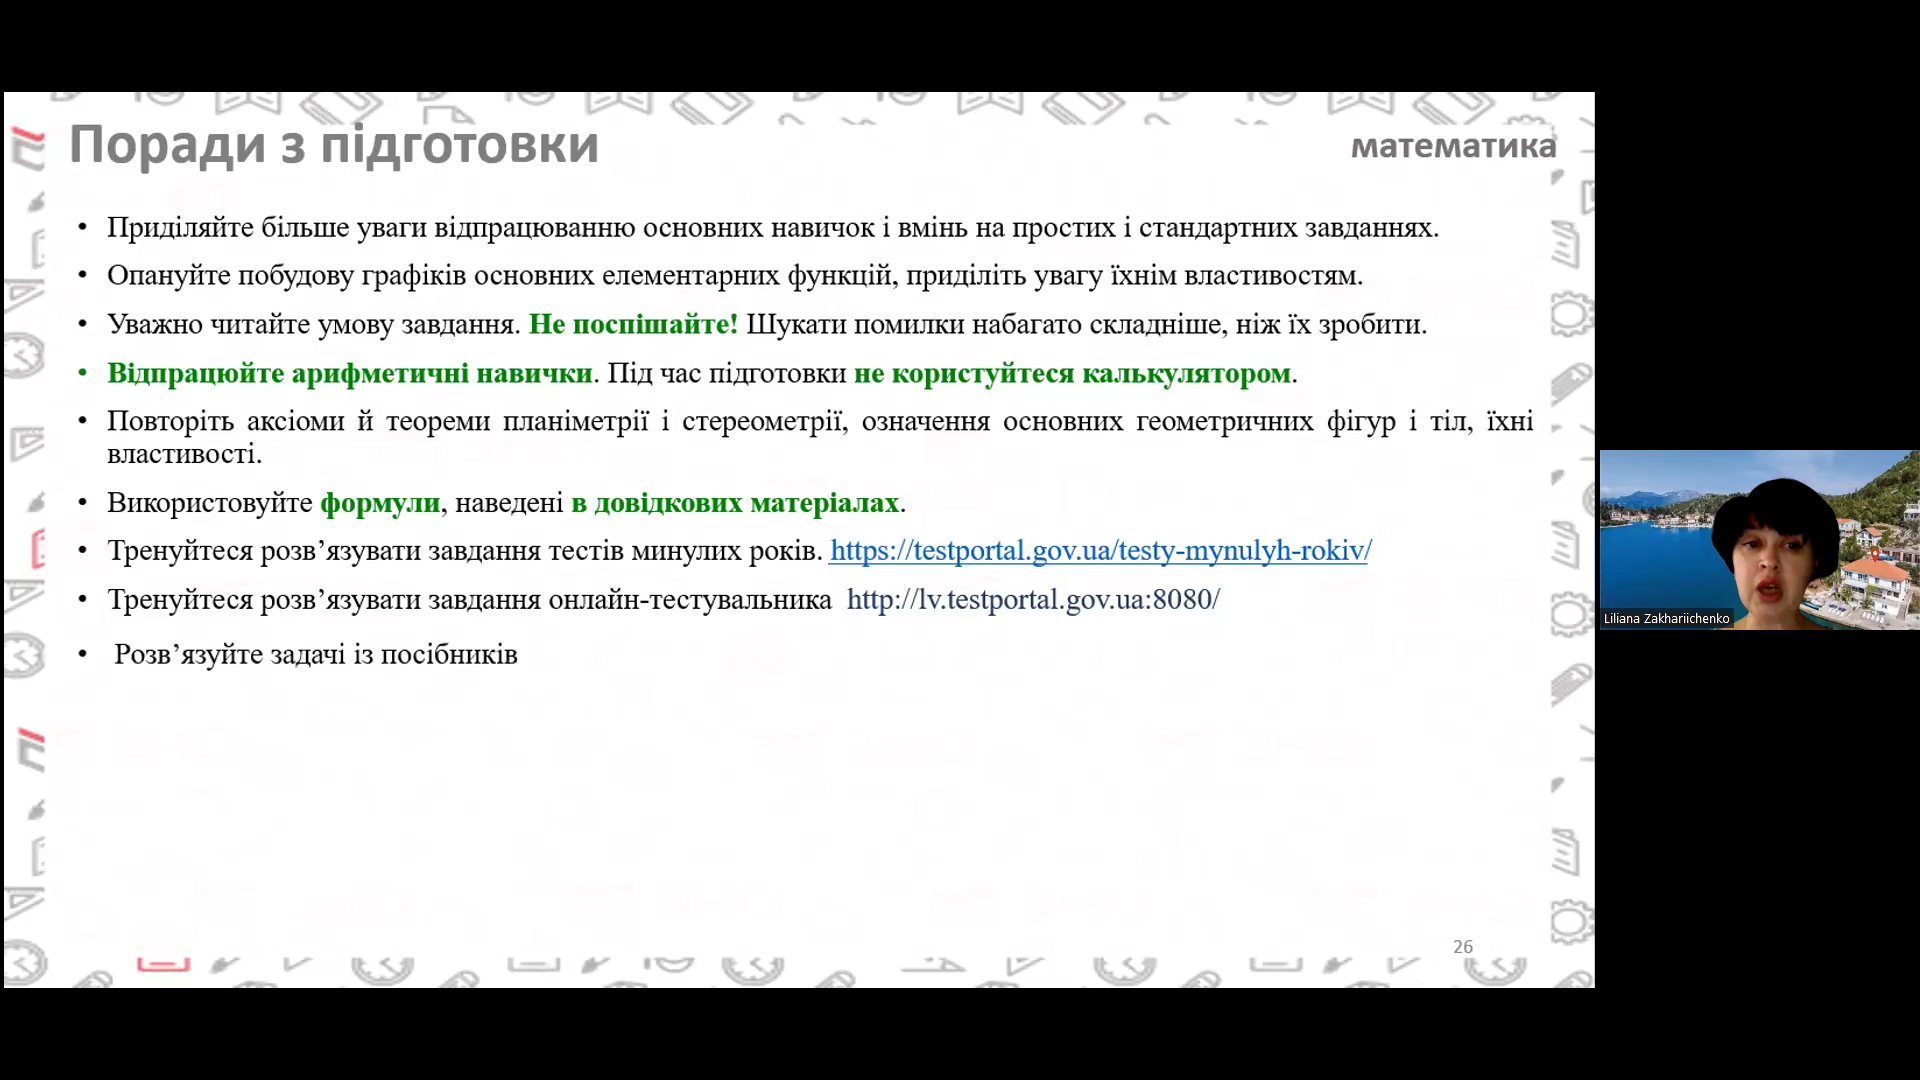 Поради з підготовки
математика
• Приділяйте більше уваги відпрацюванню основних навичок і вмінь на простих і стандартних завданнях.
• Опануйте побудову графіків основних елементарних функцій, приділіть увагу їхнім властивостям.
• Уважно читайте умову завдання. Не поспішайте! Шукати помилки набагато складніше, ніж їх зробити.
• Відпрацюйте арифметичні навички. Під час підготовки не користуйтеся калькулятором.
• Повторіть аксіоми й теореми планіметрії і стереометрії, означення основних геометричних фігур і тіл, їхні
властивості.
• Використовуйте формули, наведені в довідкових матеріалах.
• Тренуйтеся розв’язувати завдання тестів минулих років. https://testportal.gov.ua/testy-mynulyh-rokiv/
• Тренуйтеся розв’язувати завдання онлайн-тестувальника http://lv.testportal.gov.ua:8080/
• Розв’язуйте задачі із посібників
26
Liliana Zakhariichenko